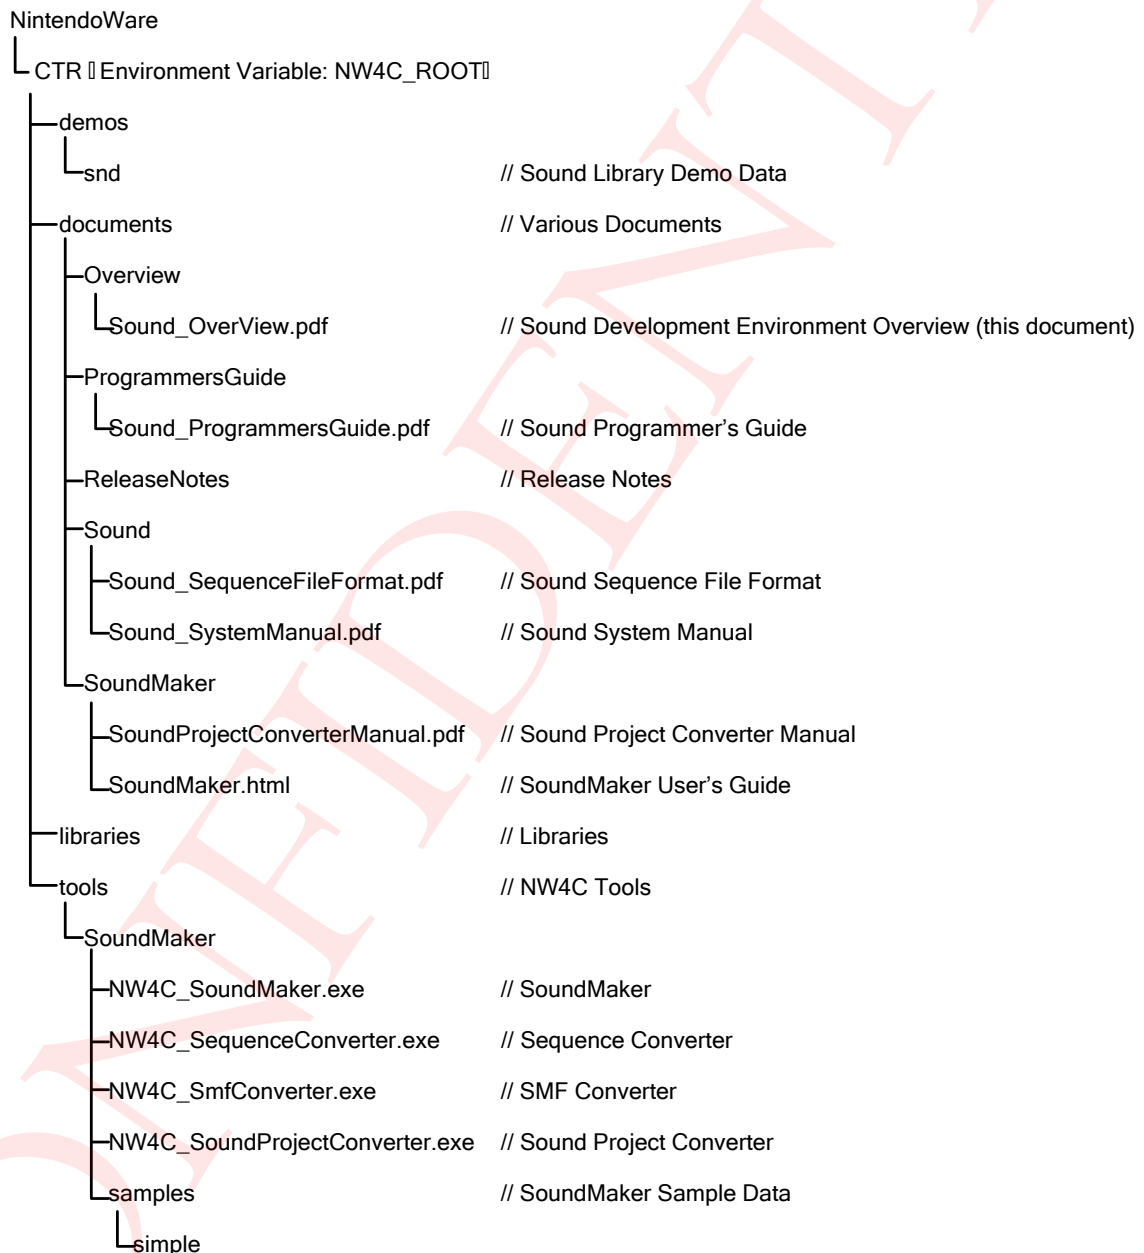 NintendoWare
CTR Environment Variable: NW4C_ROOT
demos
snd // Sound Library Demo Data
documents // Various Documents
Overview
Sound_OverView.pdf // Sound Development Environment Overview (this document)
ProgrammersGuide
Sound_ProgrammersGuide.pdf // Sound Programmer's Guide
ReleaseNotes // Release Notes
Sound
Sound_SequenceFileFormat.pdf // Sound Sequence File Format
Sound_SystemManual.pdf // Sound System Manual
SoundMaker
SoundProjectConverterManual.pdf // Sound Project Converter Manual
SoundMaker.html // SoundMaker User's Guide
libraries // Libraries
tools // NW4C Tools
SoundMaker
NW4C_SoundMaker.exe // SoundMaker
NW4C_SequenceConverter.exe // Sequence Converter
NW4C_SmfConverter.exe // SMF Converter
NW4C_SoundProjectConverter.exe // Sound Project Converter
samples // SoundMaker Sample Data
simple
ONFIDENT